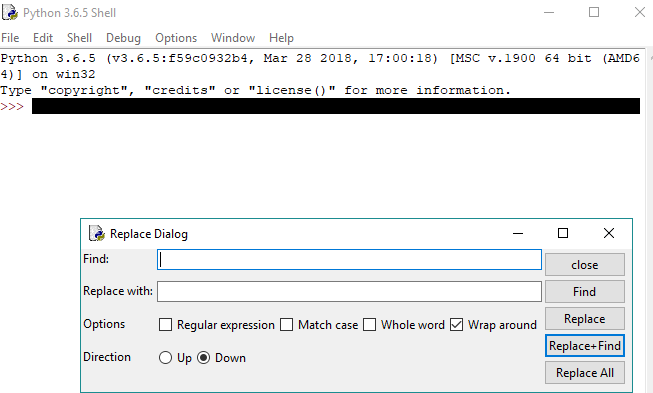 Python 3.6.5 Shell
File Edit Shell Debug Options Window Help
Python 3.6.5 (v3.6.5:f59c0932b4, Mar 28 2018, 17:00:18) [MSC v.1900 64 bit (AMD6
4)] on win32
Type "copyright", "credits" or "license()" for more information.
>>>
Replace Dialog
Find:
close
Replace with:
Find
Options Regular expression Match case Whole word Wrap around
Replace
Replace+Find
Direction Up Down
Replace All